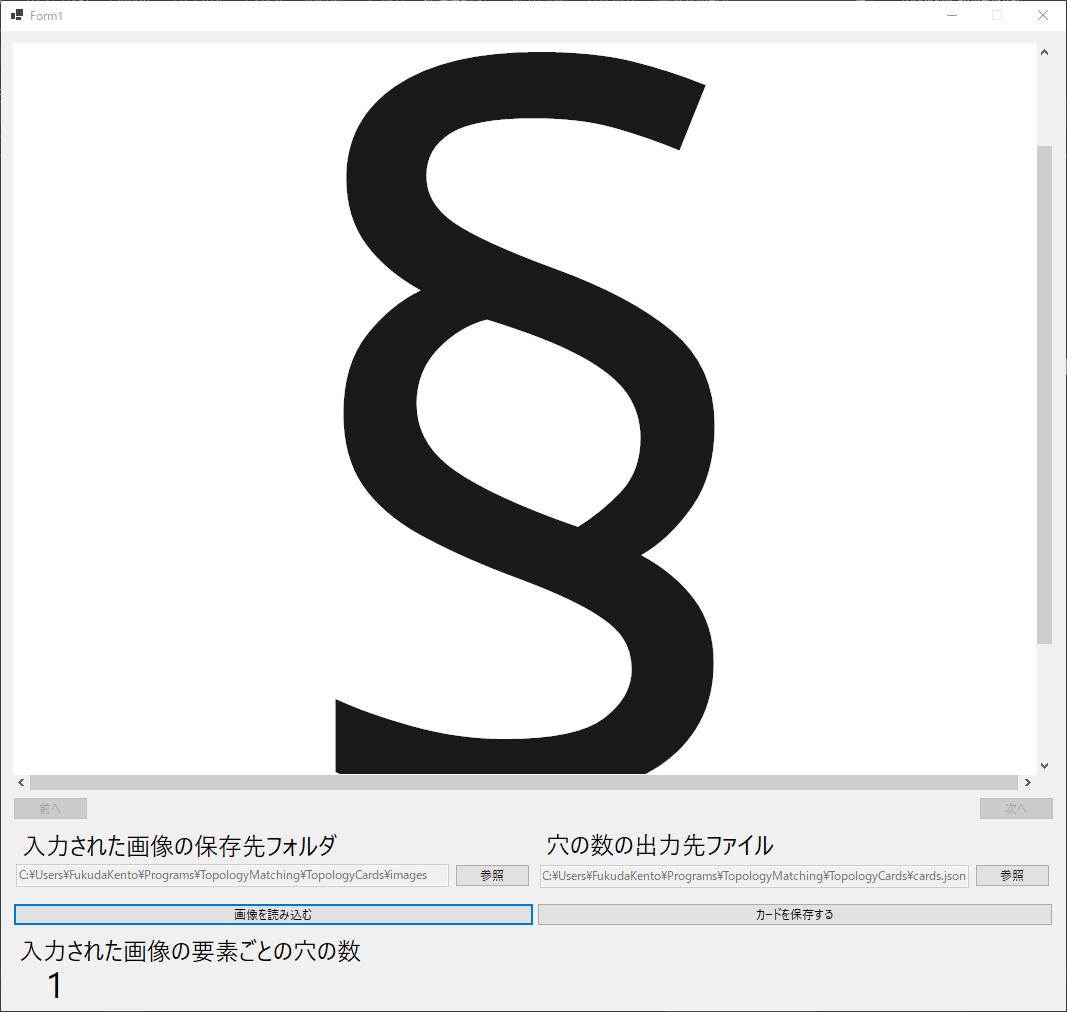 Form1
§
前へ
次へ
入力された画像の保存先フォルダ
穴の数の出力先ファイル
C:¥Users¥FukudaKento¥Programs¥TopologyMatching¥TopologyCards¥images
参照
C:¥Users¥FukudaKento¥Programs¥TopologyMatching¥TopologyCards¥cards.json
参照
画像を読み込む
カードを保存する
入力された画像の要素ごとの穴の数
1